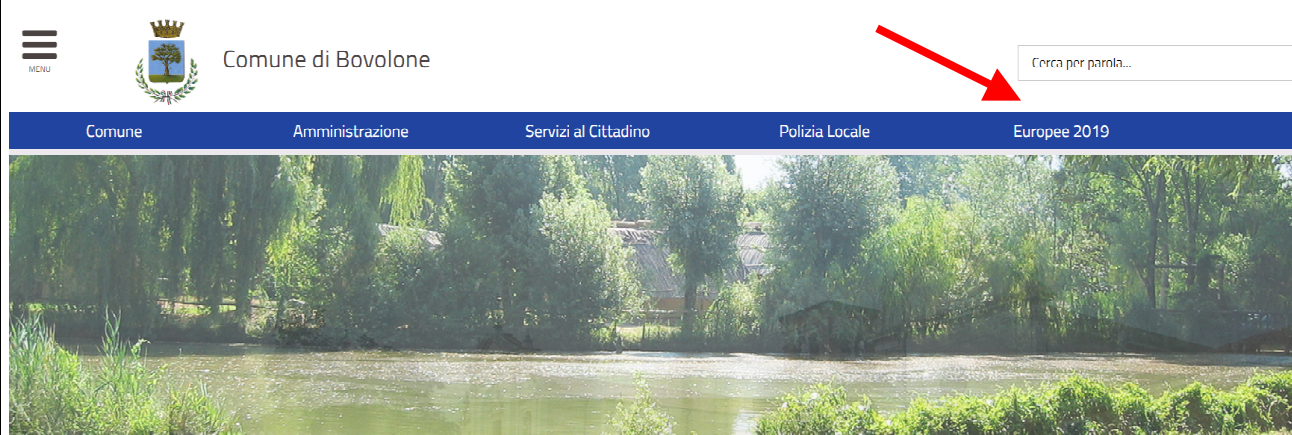 MENU
Comune di Bovolone
Cerca per parola...
Comune
Amministrazione
Servizi al Cittadino
Polizia Locale
Europee 2019